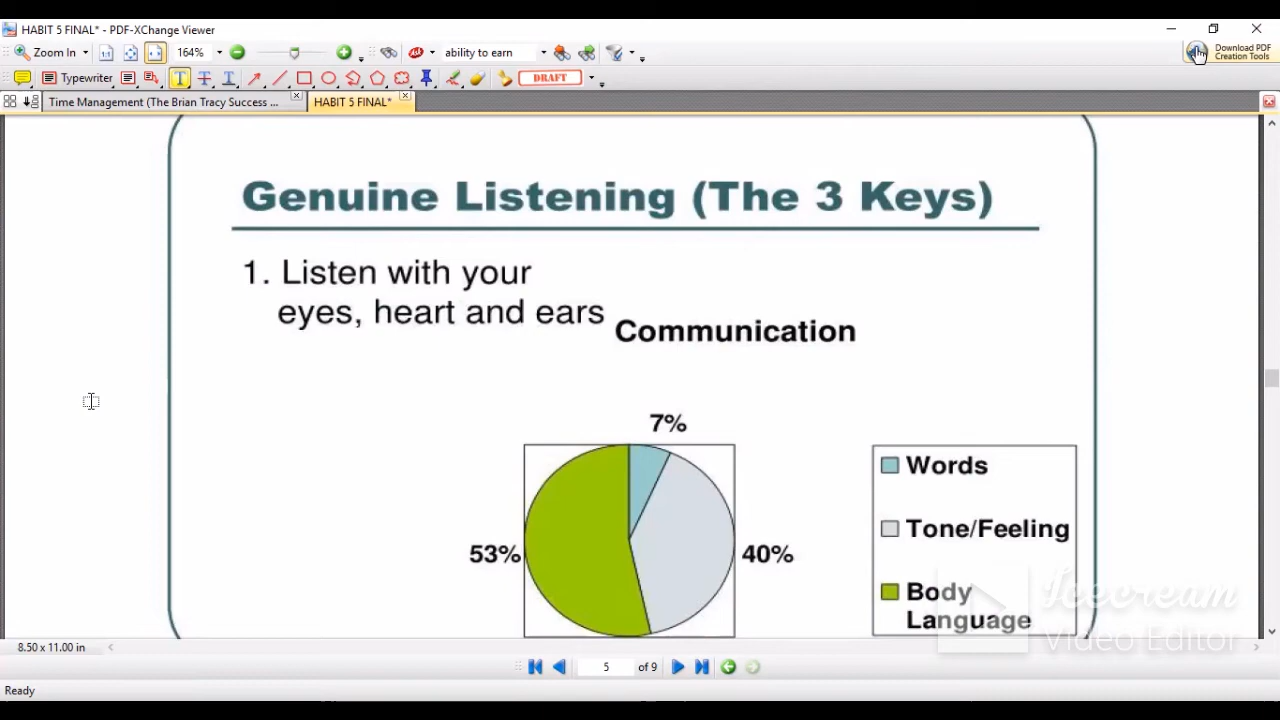 HABIT 5 FINAL* - PDF-XChange Viewer
Zoom In
164%
ability to earn
Download PDF
Creation Tools
Typewriter
DRAFT
Time Management (The Brian Tracy Success ...
HABIT 5 FINAL*
Genuine Listening (The 3 Keys)
1. Listen with your
eyes, heart and ears
Communication
7%
53%
40%
Words
Tone/Feeling
Body
Language
Icecream
Video Editor
8.50 x 11.00 in
5
of 9
Ready